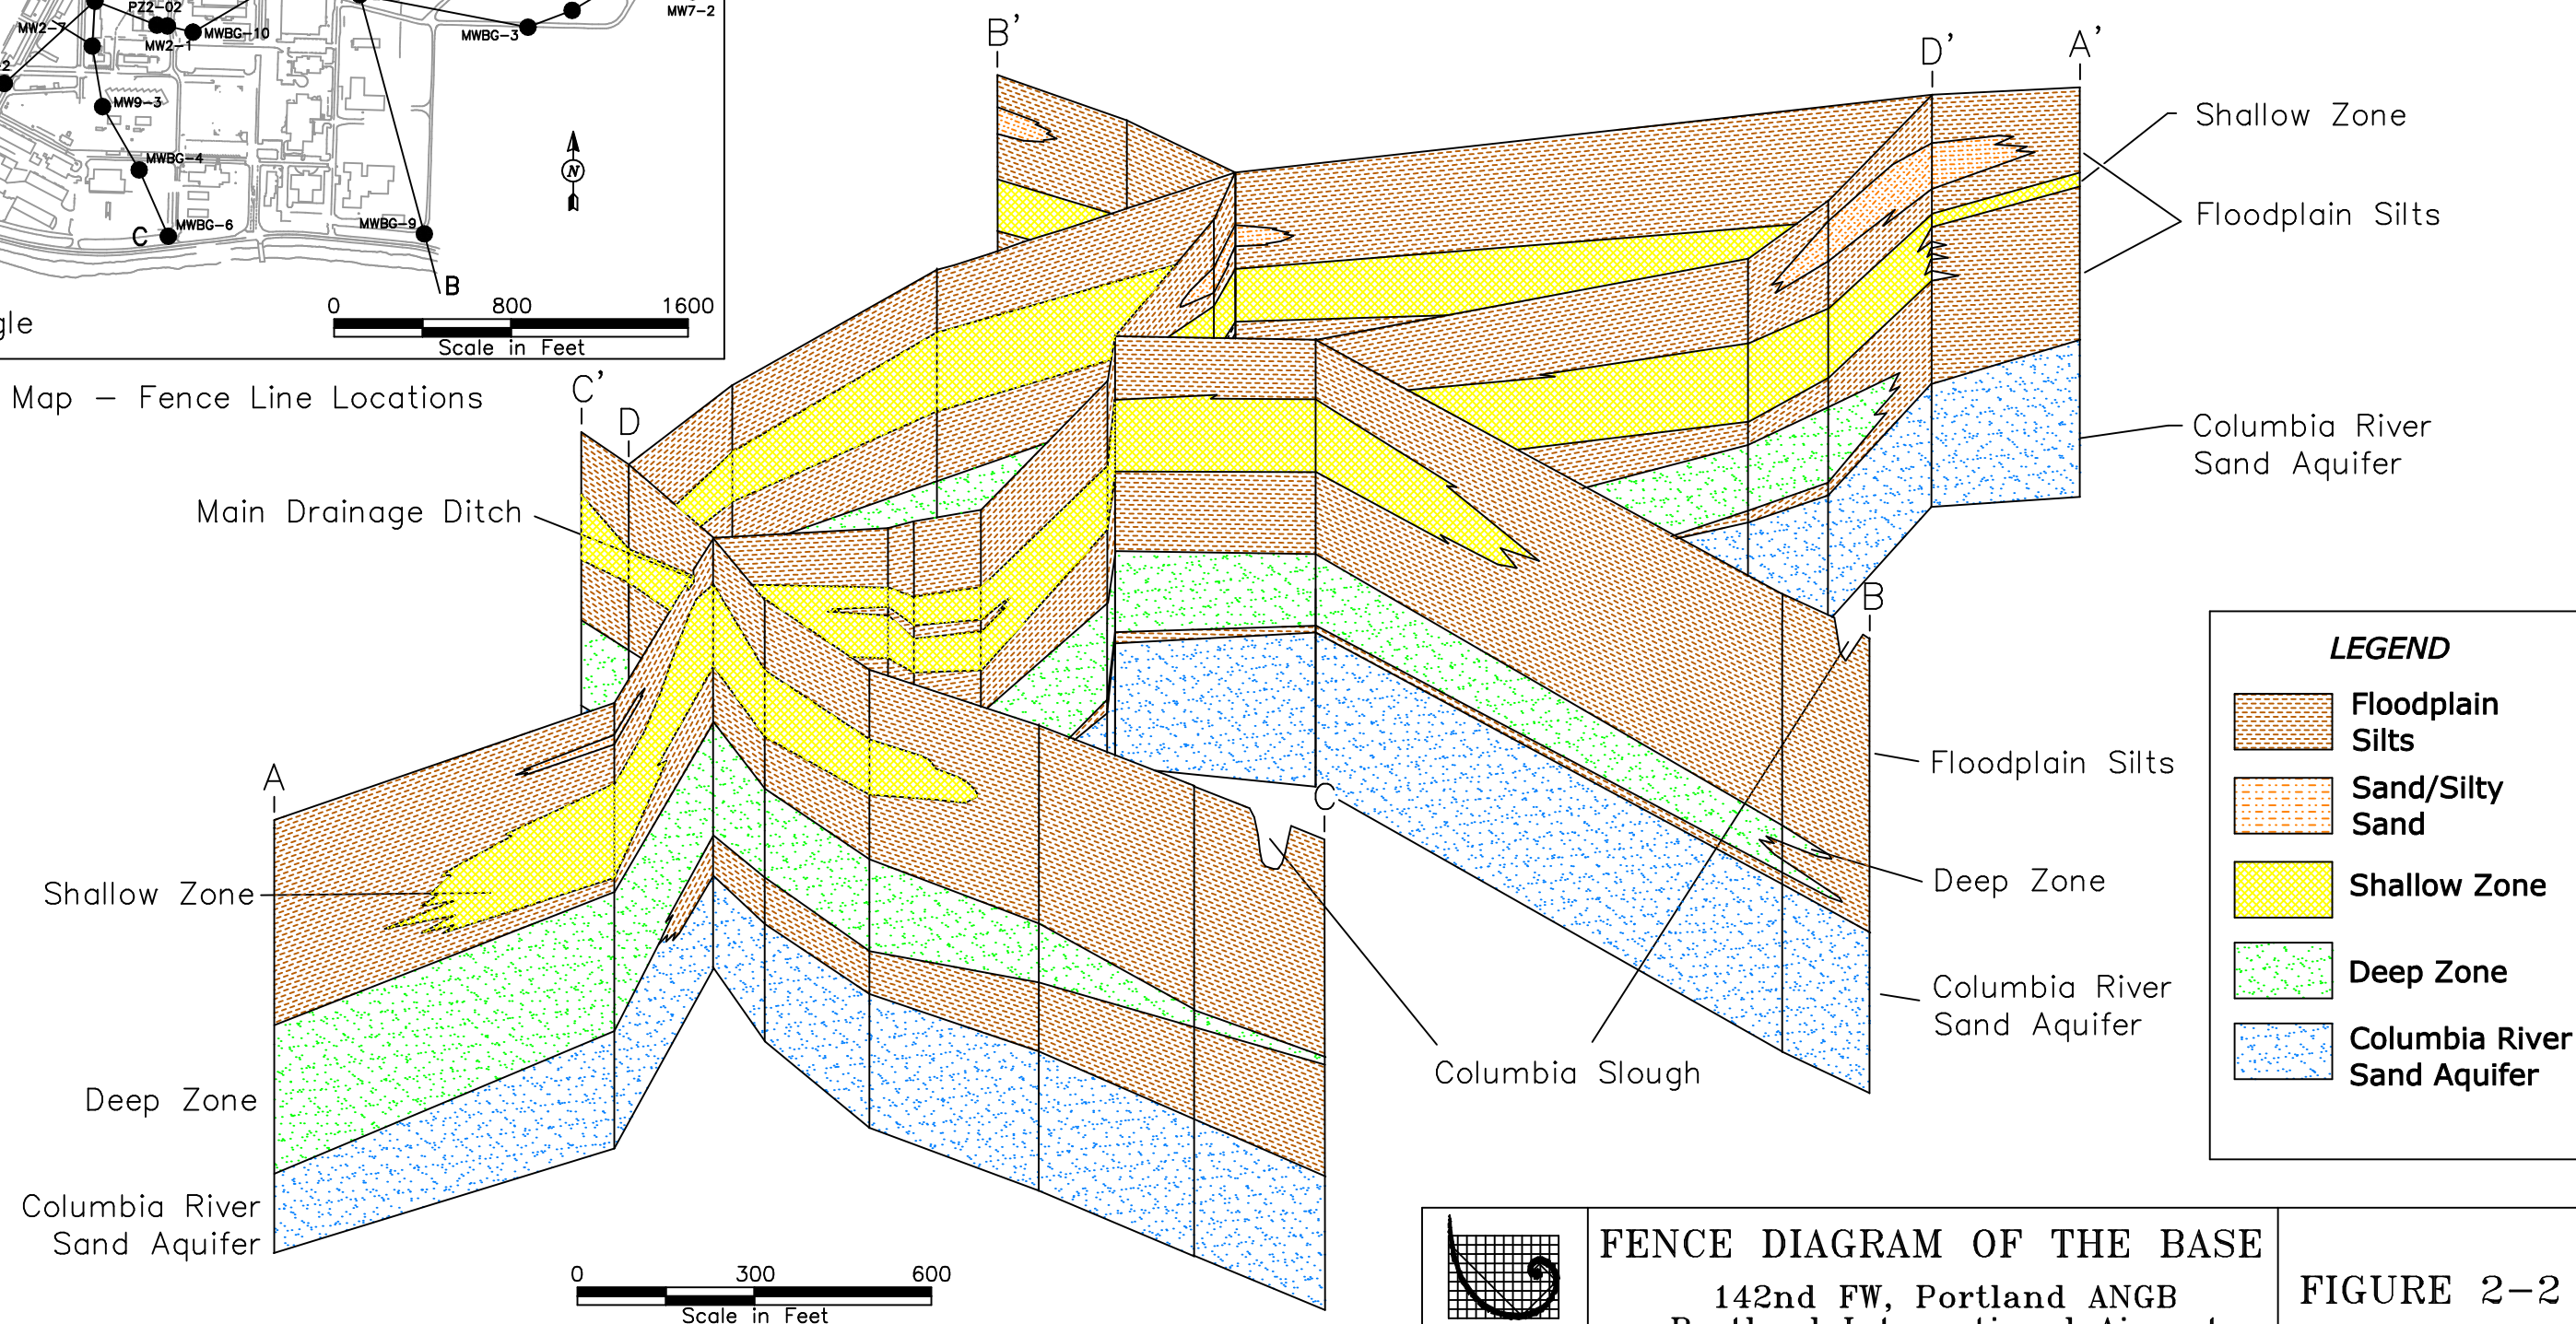 PZ2-02
MW2-7
MW2-1
MWBG-10
MWBG-3
MW7-2
MW9-3
MWBG-4
N
C
MWBG-6
MWBG-9
B
0 800 1600
Scale in Feet
Map – Fence Line Locations
B'
D'
A'
Shallow Zone
Floodplain Silts
C'
D
Columbia River
Sand Aquifer
Main Drainage Ditch
B
LEGEND
Floodplain
Silts
Sand/Silty
Sand
Shallow Zone
Deep Zone
Columbia River
Sand Aquifer
A
C
Floodplain Silts
Shallow Zone
Deep Zone
Columbia River
Sand Aquifer
Columbia Slough
Deep Zone
Columbia River
Sand Aquifer
0 300 600
Scale in Feet
FENCE DIAGRAM OF THE BASE
142nd FW, Portland ANGB
FIGURE 2-2